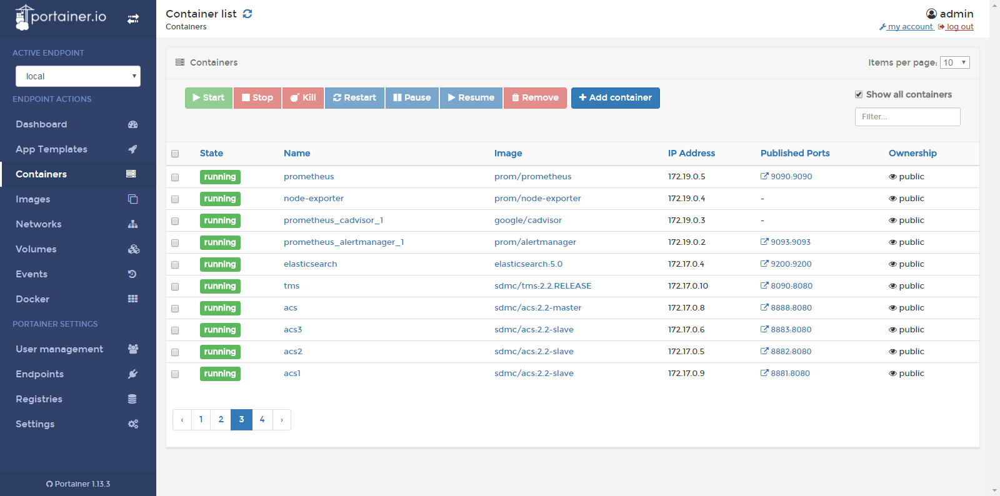 portainer.io
ACTIVE ENDPOINT
local
ENDPOINT ACTIONS
Dashboard
App Templates
Containers
Images
Networks
Volumes
Events
Docker
PORTAINER SETTINGS
User management
Endpoints
Registries
Settings
Portainer 1.13.3
Container list
Containers
admin
my account log out
Containers
Items per page: 10
Start Stop Kill Restart Pause Resume Remove Add container
Show all containers
Filter...
State Name Image IP Address Published Ports Ownership
running prometheus prom/prometheus 172.19.0.5 9090:9090 public
running node-exporter prom/node-exporter 172.19.0.4 - public
running prometheus_cadvisor_1 google/cadvisor 172.19.0.3 - public
running prometheus_alertmanager_1 prom/alertmanager 172.19.0.2 9093:9093 public
running elasticsearch elasticsearch:5.0 172.17.0.4 9200:9200 public
running tms sdmc/tms:2.2.RELEASE 172.17.0.10 8090:8080 public
running acs sdmc/acs:2.2-master 172.17.0.8 8888:8080 public
running acs3 sdmc/acs:2.2-slave 172.17.0.6 8883:8080 public
running acs2 sdmc/acs:2.2-slave 172.17.0.5 8882:8080 public
running acs1 sdmc/acs:2.2-slave 172.17.0.9 8881:8080 public
‹ 1 2 3 4 ›